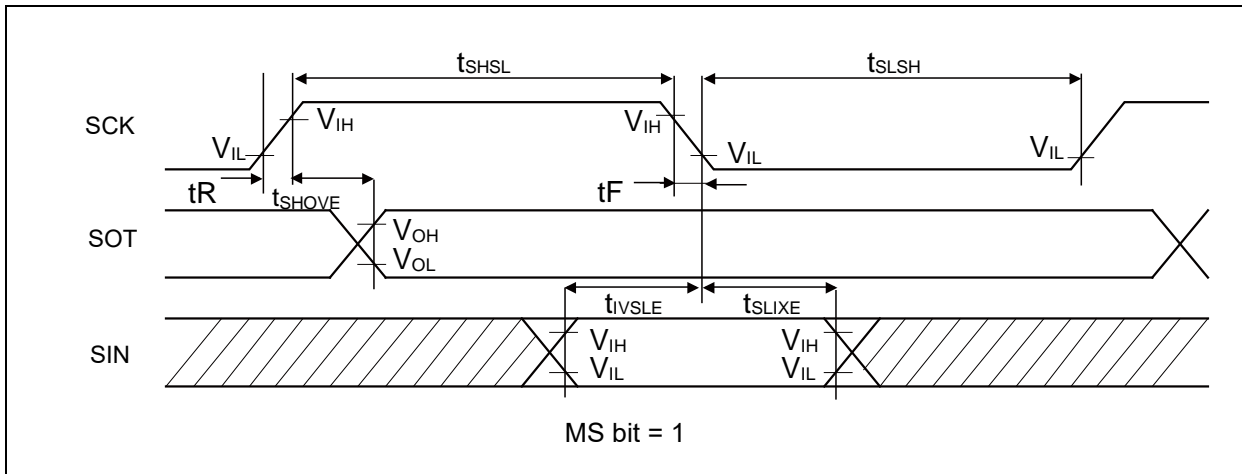 tSHSL tSLSH
SCK VIH VIH
VIL VIL VIL
tR tSHOVE tF
SOT VOH
VOL
tIVSLE tSLIXE
SIN VIH VIH
VIL VIL
MS bit = 1